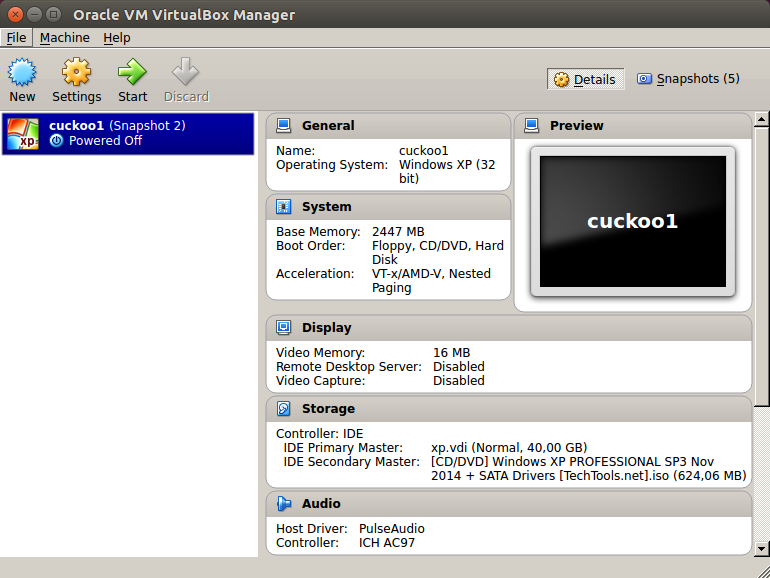 Oracle VM VirtualBox Manager
File Machine Help
New Settings Start Discard Details Snapshots (5)
xp cuckoo1 (Snapshot 2)
Powered Off
General
Name: cuckoo1
Operating System: Windows XP (32
bit)
System
Base Memory: 2447 MB
Boot Order: Floppy, CD/DVD, Hard
Disk
Acceleration: VT-x/AMD-V, Nested
Paging
Preview
cuckoo1
Display
Video Memory: 16 MB
Remote Desktop Server: Disabled
Video Capture: Disabled
Storage
Controller: IDE
IDE Primary Master: xp.vdi (Normal, 40,00 GB)
IDE Secondary Master: [CD/DVD] Windows XP PROFESSIONAL SP3 Nov
2014 + SATA Drivers [TechTools.net].iso (624,06 MB)
Audio
Host Driver: PulseAudio
Controller: ICH AC97